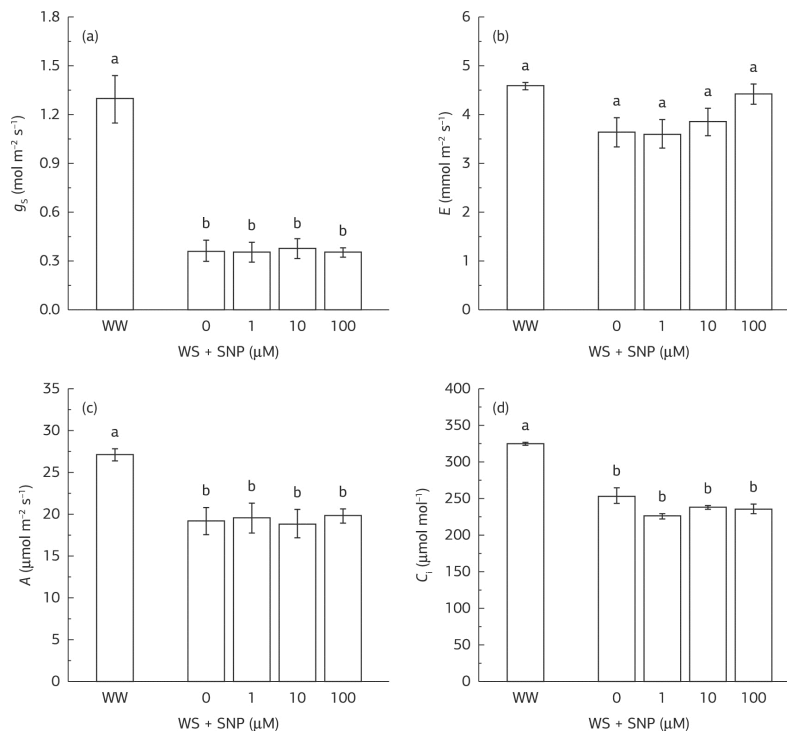 (a)
1.8
1.5
1.2
0.9
0.6
0.3
0.0
gₛ (mol m⁻² s⁻¹)
a
b
b
b
b
WW
0
1
10
100
WS + SNP (μM)
(b)
6
5
4
3
2
1
0
E (mmol m⁻² s⁻¹)
a
a
a
a
a
WW
0
1
10
100
WS + SNP (μM)
(c)
35
30
25
20
15
10
5
0
A (μmol m⁻² s⁻¹)
a
b
b
b
b
WW
0
1
10
100
WS + SNP (μM)
(d)
400
350
325
250
225
150
75
0
Cᵢ (μmol mol⁻¹)
a
b
b
b
b
WW
0
1
10
100
WS + SNP (μM)